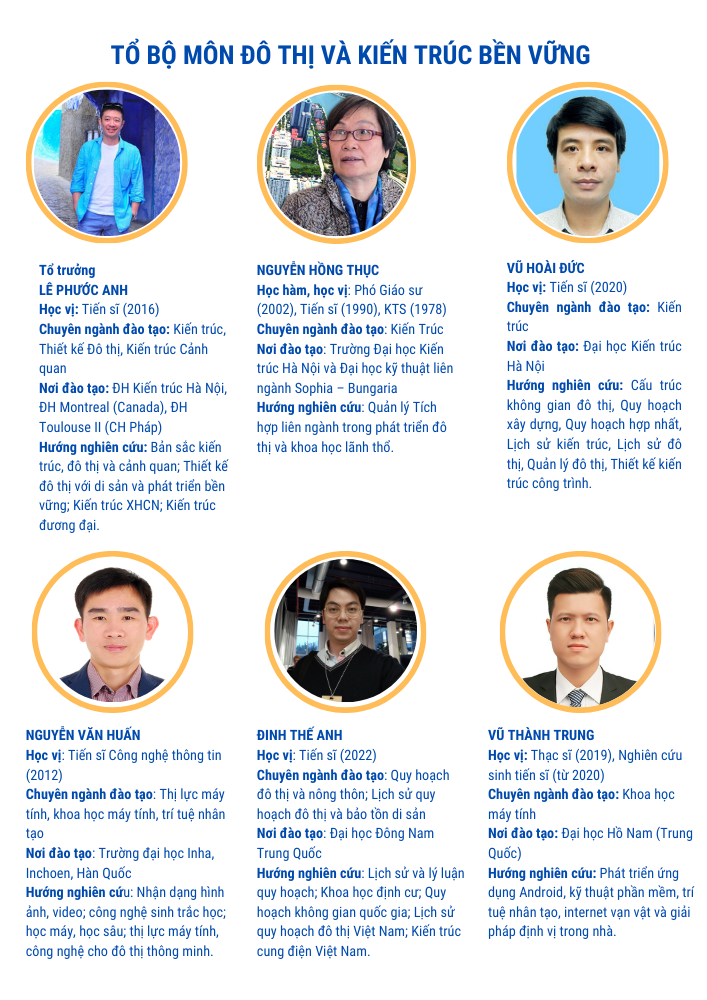 TỔ BỘ MÔN ĐÔ THỊ VÀ KIẾN TRÚC BỀN VỮNG
Tổ trưởng
LÊ PHƯỚC ANH
Học vị: Tiến sĩ (2016)
Chuyên ngành đào tạo: Kiến trúc,
Thiết kế Đô thị, Kiến trúc Cảnh
quan
Nơi đào tạo: ĐH Kiến trúc Hà Nội,
ĐH Montreal (Canada), ĐH
Toulouse II (CH Pháp)
Hướng nghiên cứu: Bản sắc kiến
trúc, đô thị và cảnh quan; Thiết kế
đô thị với di sản và phát triển bền
vững; Kiến trúc XHCN; Kiến trúc
đương đại.
NGUYỄN HỒNG THỤC
Học hàm, học vị: Phó Giáo sư
(2002), Tiến sĩ (1990), KTS (1978)
Chuyên ngành đào tạo: Kiến Trúc
Nơi đào tạo: Trường Đại học Kiến
trúc Hà Nội và Đại học kỹ thuật liên
ngành Sophia – Bungaria
Hướng nghiên cứu: Quản lý Tích
hợp liên ngành trong phát triển đô
thị và khoa học lãnh thổ.
VŨ HOÀI ĐỨC
Học vị: Tiến sĩ (2020)
Chuyên ngành đào tạo: Kiến
trúc
Nơi đào tạo: Đại học Kiến trúc
Hà Nội
Hướng nghiên cứu: Cấu trúc
không gian đô thị, Quy hoạch
xây dựng, Quy hoạch hợp nhất,
Lịch sử kiến trúc, Lịch sử đô
thị, Quản lý đô thị, Thiết kế kiến
trúc công trình.
NGUYỄN VĂN HUẤN
Học vị: Tiến sĩ Công nghệ thông tin
(2012)
Chuyên ngành đào tạo: Thị lực máy
tính, khoa học máy tính, trí tuệ nhân
tạo
Nơi đào tạo: Trường đại học Inha,
Inchoen, Hàn Quốc
Hướng nghiên cứu: Nhận dạng hình
ảnh, video; công nghệ sinh trắc học;
học máy, học sâu; thị lực máy tính,
công nghệ cho đô thị thông minh.
ĐINH THẾ ANH
Học vị: Tiến sĩ (2022)
Chuyên ngành đào tạo: Quy hoạch
đô thị và nông thôn; Lịch sử quy
hoạch đô thị và bảo tồn di sản
Nơi đào tạo: Đại học Đông Nam
Trung Quốc
Hướng nghiên cứu: Lịch sử và lý luận
quy hoạch; Khoa học định cư; Quy
hoạch không gian quốc gia; Lịch sử
quy hoạch đô thị Việt Nam; Kiến trúc
cung điện Việt Nam.
VŨ THÀNH TRUNG
Học vị: Thạc sĩ (2019), Nghiên cứu
sinh tiến sĩ (từ 2020)
Chuyên ngành đào tạo: Khoa học
máy tính
Nơi đào tạo: Đại học Hồ Nam (Trung
Quốc)
Hướng nghiên cứu: Phát triển ứng
dụng Android, kỹ thuật phần mềm, trí
tuệ nhân tạo, internet vạn vật và giải
pháp định vị trong nhà.